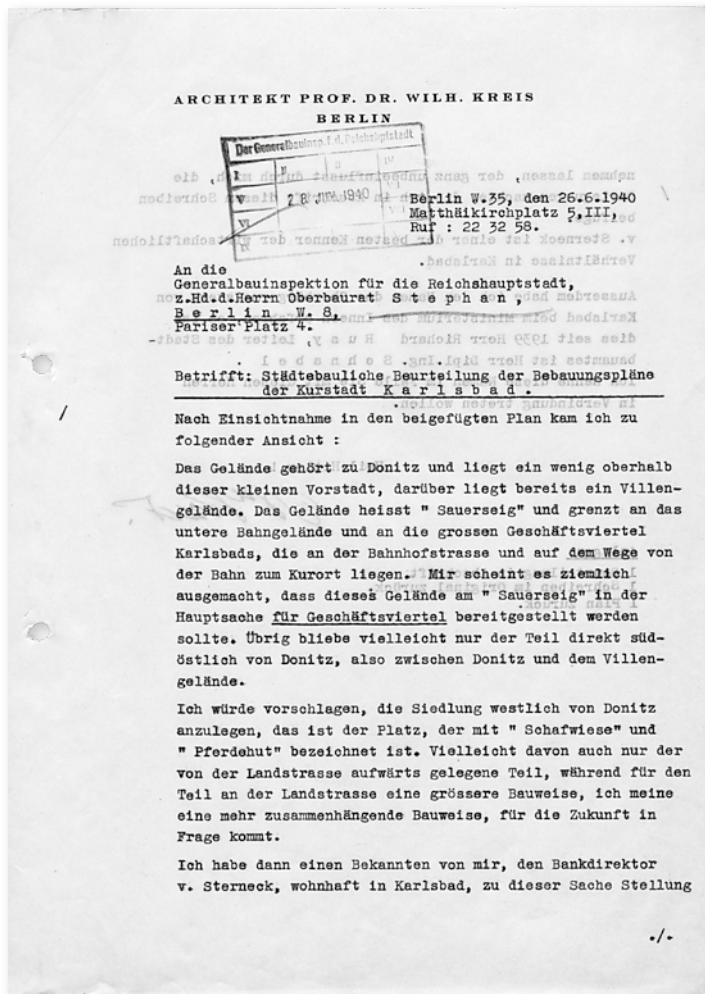 ARCHITEKT PROF. DR. WILH. KREIS
BERLIN
Der Generalbauinsp. f. d. Reichshptstadt
I II IV
V 28. JUNI 1940
VI
IX
Berlin W.35, den 26.6.1940
Matthäikirchplatz 5,III,
Ruf : 22 32 58.
An die
Generalbauinspektion für die Reichshauptstadt,
z.Hd.d.Herrn Oberbaurat S t e p h a n ,
B e r l i n  W. 8,
Pariser Platz 4.
Betrifft: Städtebauliche Beurteilung der Bebauungspläne
der Kurstadt K a r l s b a d .
Nach Einsichtnahme in den beigefügten Plan kam ich zu
folgender Ansicht :
Das Gelände gehört zu Donitz und liegt ein wenig oberhalb
dieser kleinen Vorstadt, darüber liegt bereits ein Villen-
gelände. Das Gelände heisst " Sauerseig" und grenzt an das
untere Bahngelände und an die grossen Geschäftsviertel
Karlsbads, die an der Bahnhofstrasse und auf dem Wege von
der Bahn zum Kurort liegen. Mir scheint es ziemlich
ausgemacht, dass dieses Gelände am " Sauerseig" in der
Hauptsache für Geschäftsviertel bereitgestellt werden
sollte. Übrig bliebe vielleicht nur der Teil direkt süd-
östlich von Donitz, also zwischen Donitz und dem Villen-
gelände.
Ich würde vorschlagen, die Siedlung westlich von Donitz
anzulegen, das ist der Platz, der mit " Schafwiese" und
" Pferdehut" bezeichnet ist. Vielleicht davon auch nur der
von der Landstrasse aufwärts gelegene Teil, während für den
Teil an der Landstrasse eine grössere Bauweise, ich meine
eine mehr zusammenhängende Bauweise, für die Zukunft in
Frage kommt.
Ich habe dann einen Bekannten von mir, den Bankdirektor
v. Sterneck, wohnhaft in Karlsbad, zu dieser Sache Stellung
./.